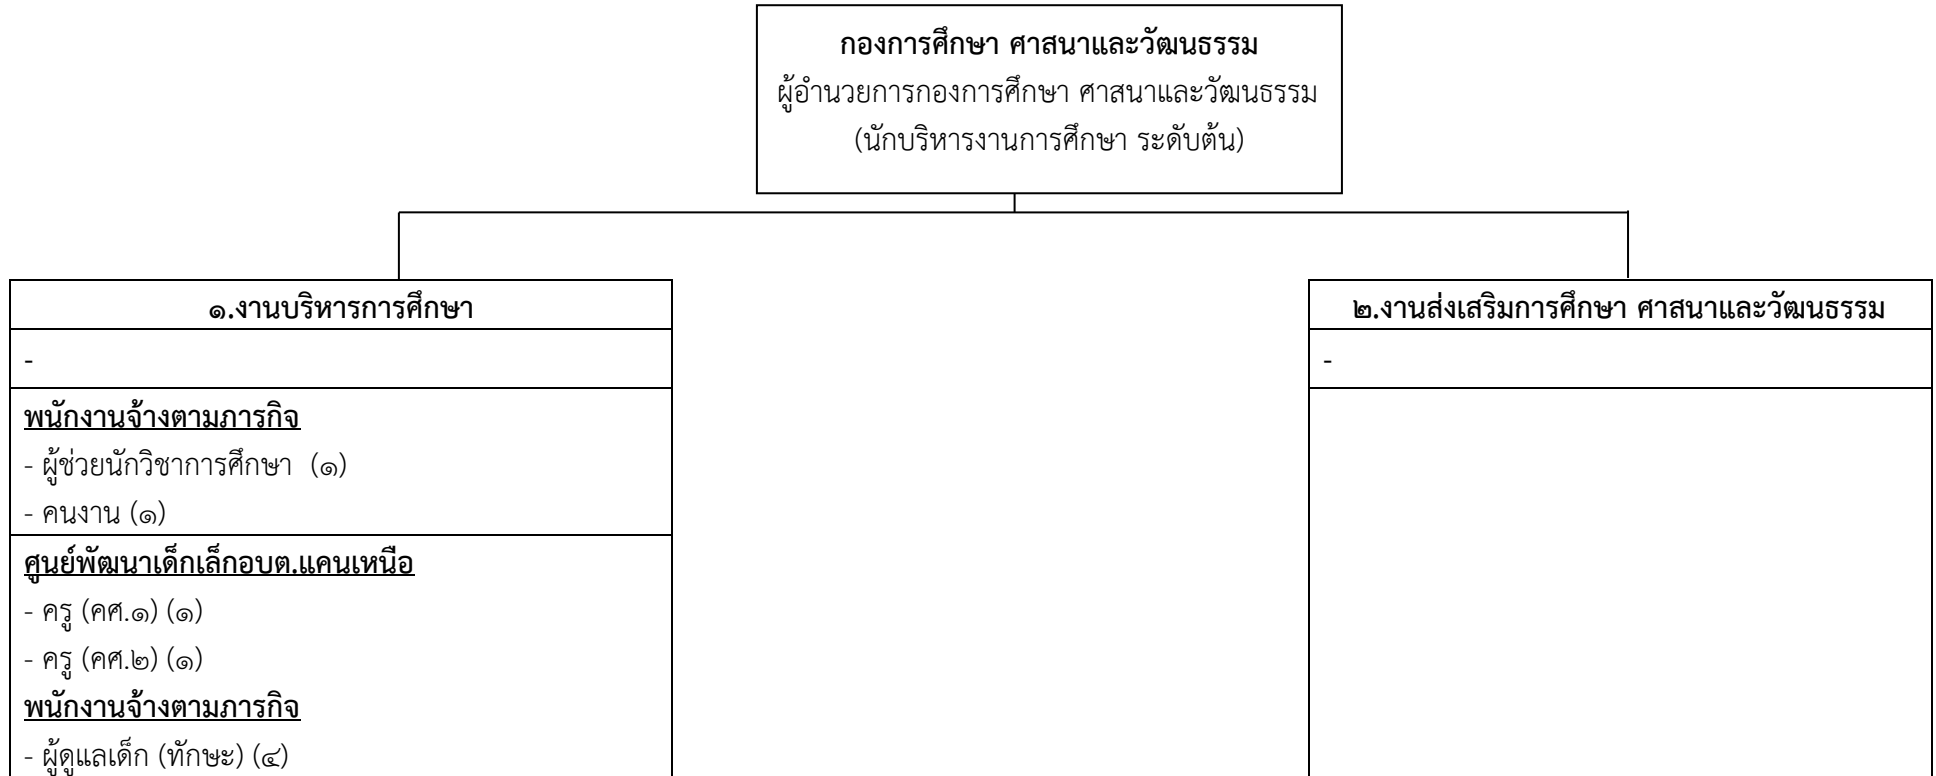 กองการศึกษา ศาสนาและวัฒนธรรม
ผู้อำนวยการกองการศึกษา ศาสนาและวัฒนธรรม
(นักบริหารงานการศึกษา ระดับต้น)
๑.งานบริหารการศึกษา
-
พนักงานจ้างตามภารกิจ
- ผู้ช่วยนักวิชาการศึกษา (๑)
- คนงาน (๑)
ศูนย์พัฒนาเด็กเล็กอบต.แคนเหนือ
- ครู (คศ.๑) (๑)
- ครู (คศ.๒) (๑)
พนักงานจ้างตามภารกิจ
- ผู้ดูแลเด็ก (ทักษะ) (๔)
๒.งานส่งเสริมการศึกษา ศาสนาและวัฒนธรรม
-